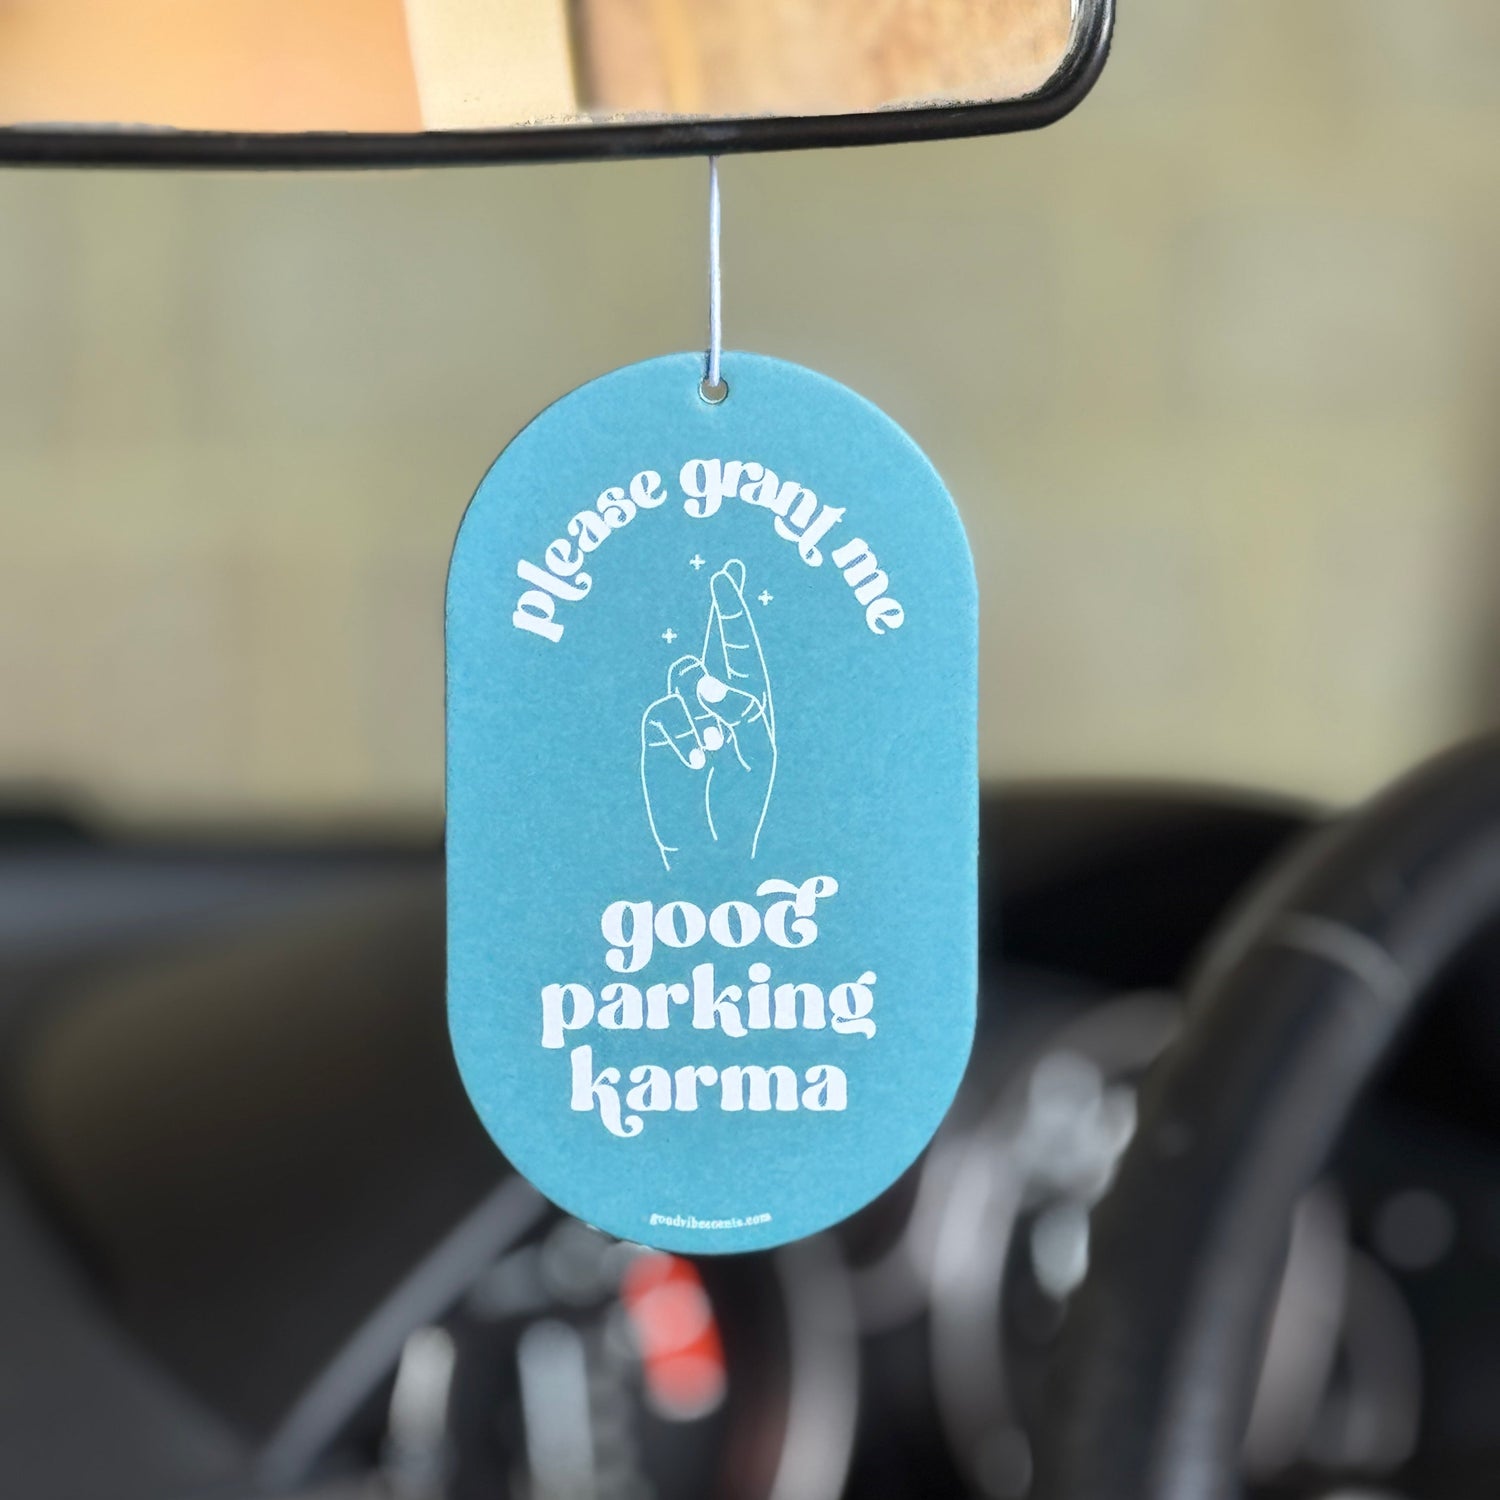 please grant me
good
parking
karma
goodvibescents.com